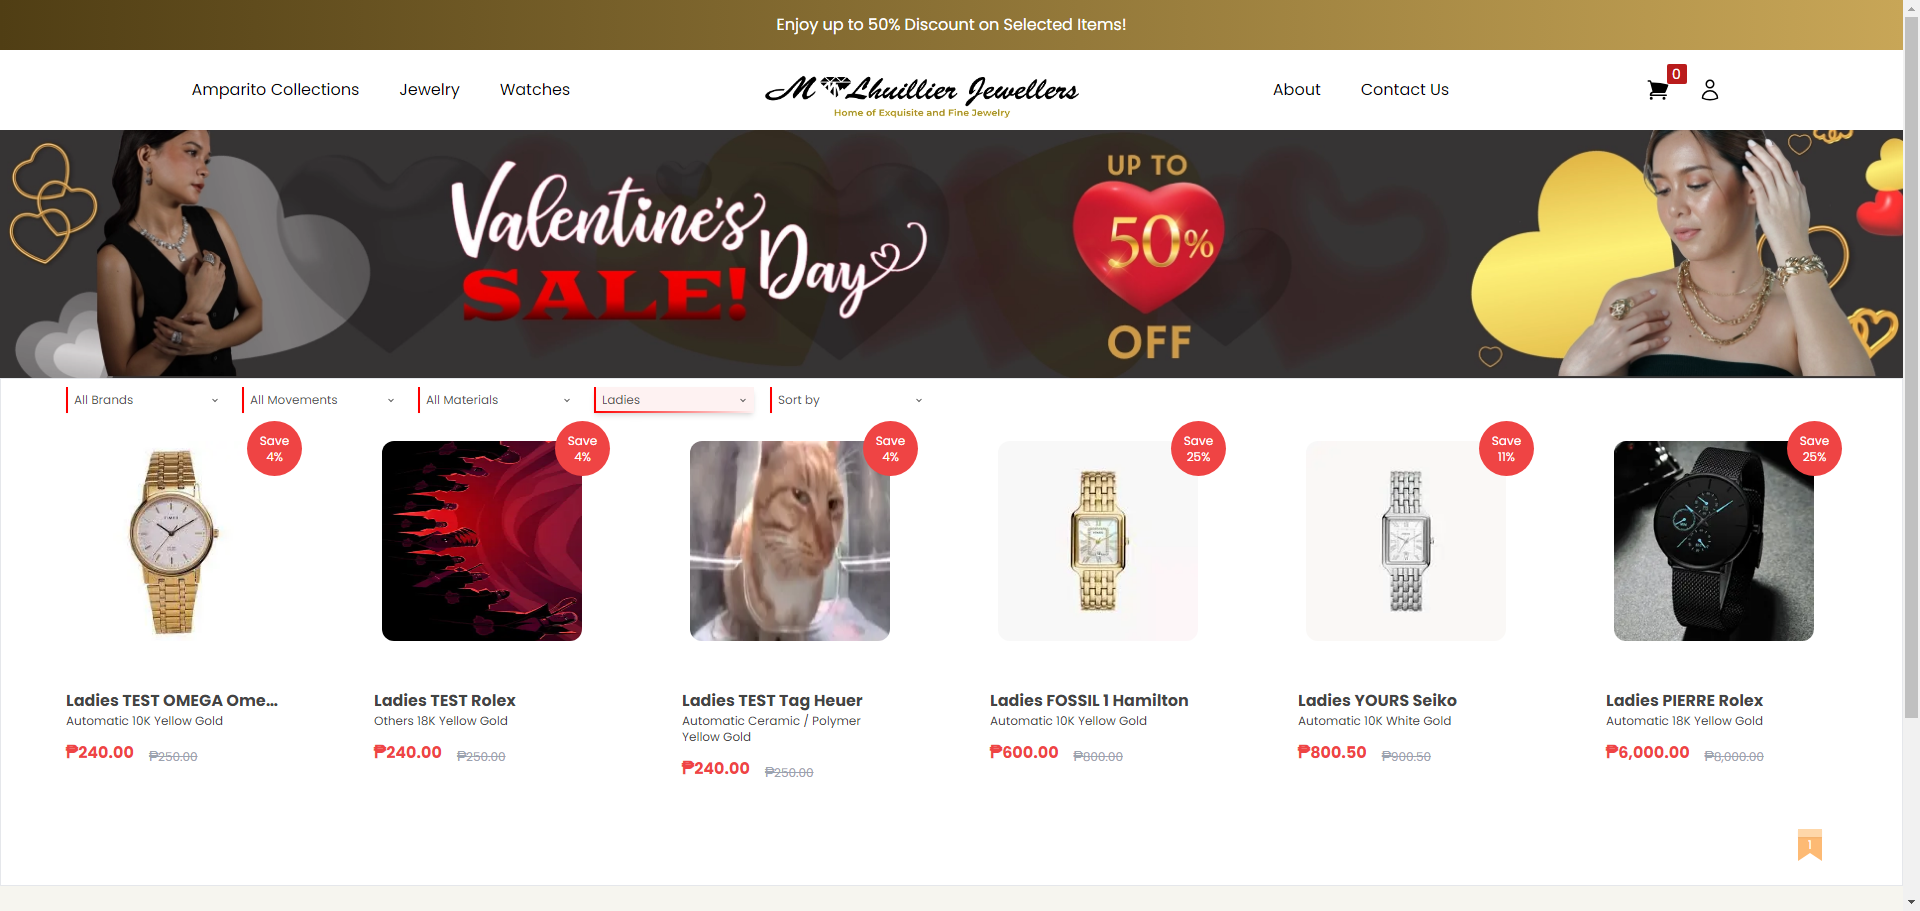 Enjoy up to 50% Discount on Selected Items!
Amparito Collections
Jewelry
Watches
M Lhuillier Jewellers
Home of Exquisite and Fine Jewelry
About
Contact Us
0
Valentine's
Day
SALE!
UP TO
50%
OFF
All Brands
All Movements
All Materials
Ladies
Sort by
Save
4%
Save
4%
Save
4%
Save
25%
Save
11%
Save
25%
TIMEX
Ladies TEST OMEGA Ome...
Automatic 10K Yellow Gold
₱240.00 ₱250.00
Ladies TEST Rolex
Others 18K Yellow Gold
₱240.00 ₱250.00
Ladies TEST Tag Heuer
Automatic Ceramic / Polymer
Yellow Gold
₱240.00 ₱250.00
Ladies FOSSIL 1 Hamilton
Automatic 10K Yellow Gold
₱600.00 ₱800.00
Ladies YOURS Seiko
Automatic 10K White Gold
₱800.50 ₱900.50
Ladies PIERRE Rolex
Automatic 18K Yellow Gold
₱6,000.00 ₱8,000.00
1